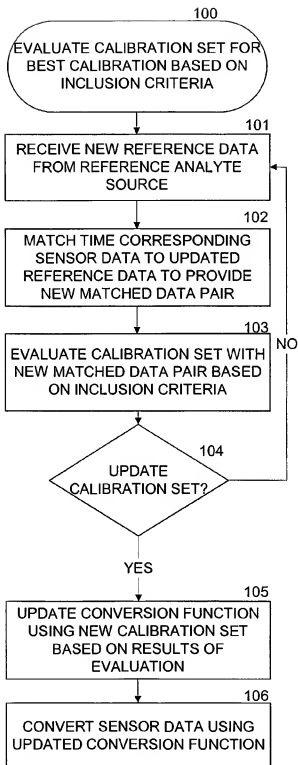 100
EVALUATE CALIBRATION SET FOR
BEST CALIBRATION BASED ON
INCLUSION CRITERIA
101
RECEIVE NEW REFERENCE DATA
FROM REFERENCE ANALYTE
SOURCE
102
MATCH TIME CORRESPONDING
SENSOR DATA TO UPDATED
REFERENCE DATA TO PROVIDE
NEW MATCHED DATA PAIR
103
EVALUATE CALIBRATION SET WITH
NEW MATCHED DATA PAIR BASED
ON INCLUSION CRITERIA
NO
104
UPDATE
CALIBRATION SET?
YES
105
UPDATE CONVERSION FUNCTION
USING NEW CALIBRATION SET
BASED ON RESULTS OF
EVALUATION
106
CONVERT SENSOR DATA USING
UPDATED CONVERSION FUNCTION